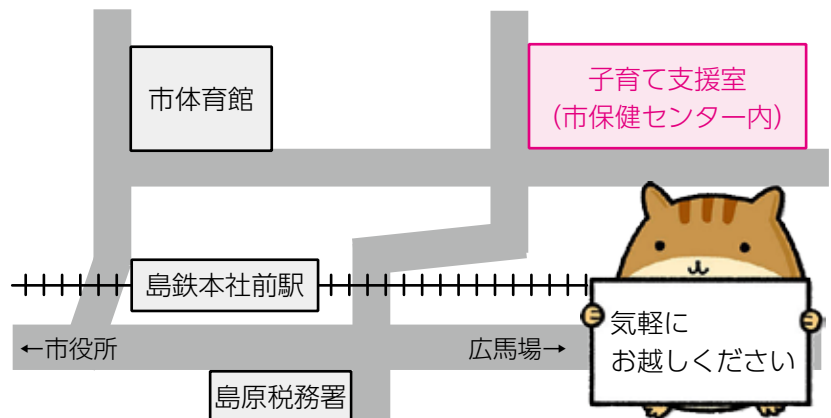 市体育館
子育て支援室
（市保健センター内）
島鉄本社前駅
気軽に
お越しください
←市役所
広馬場→
島原税務署